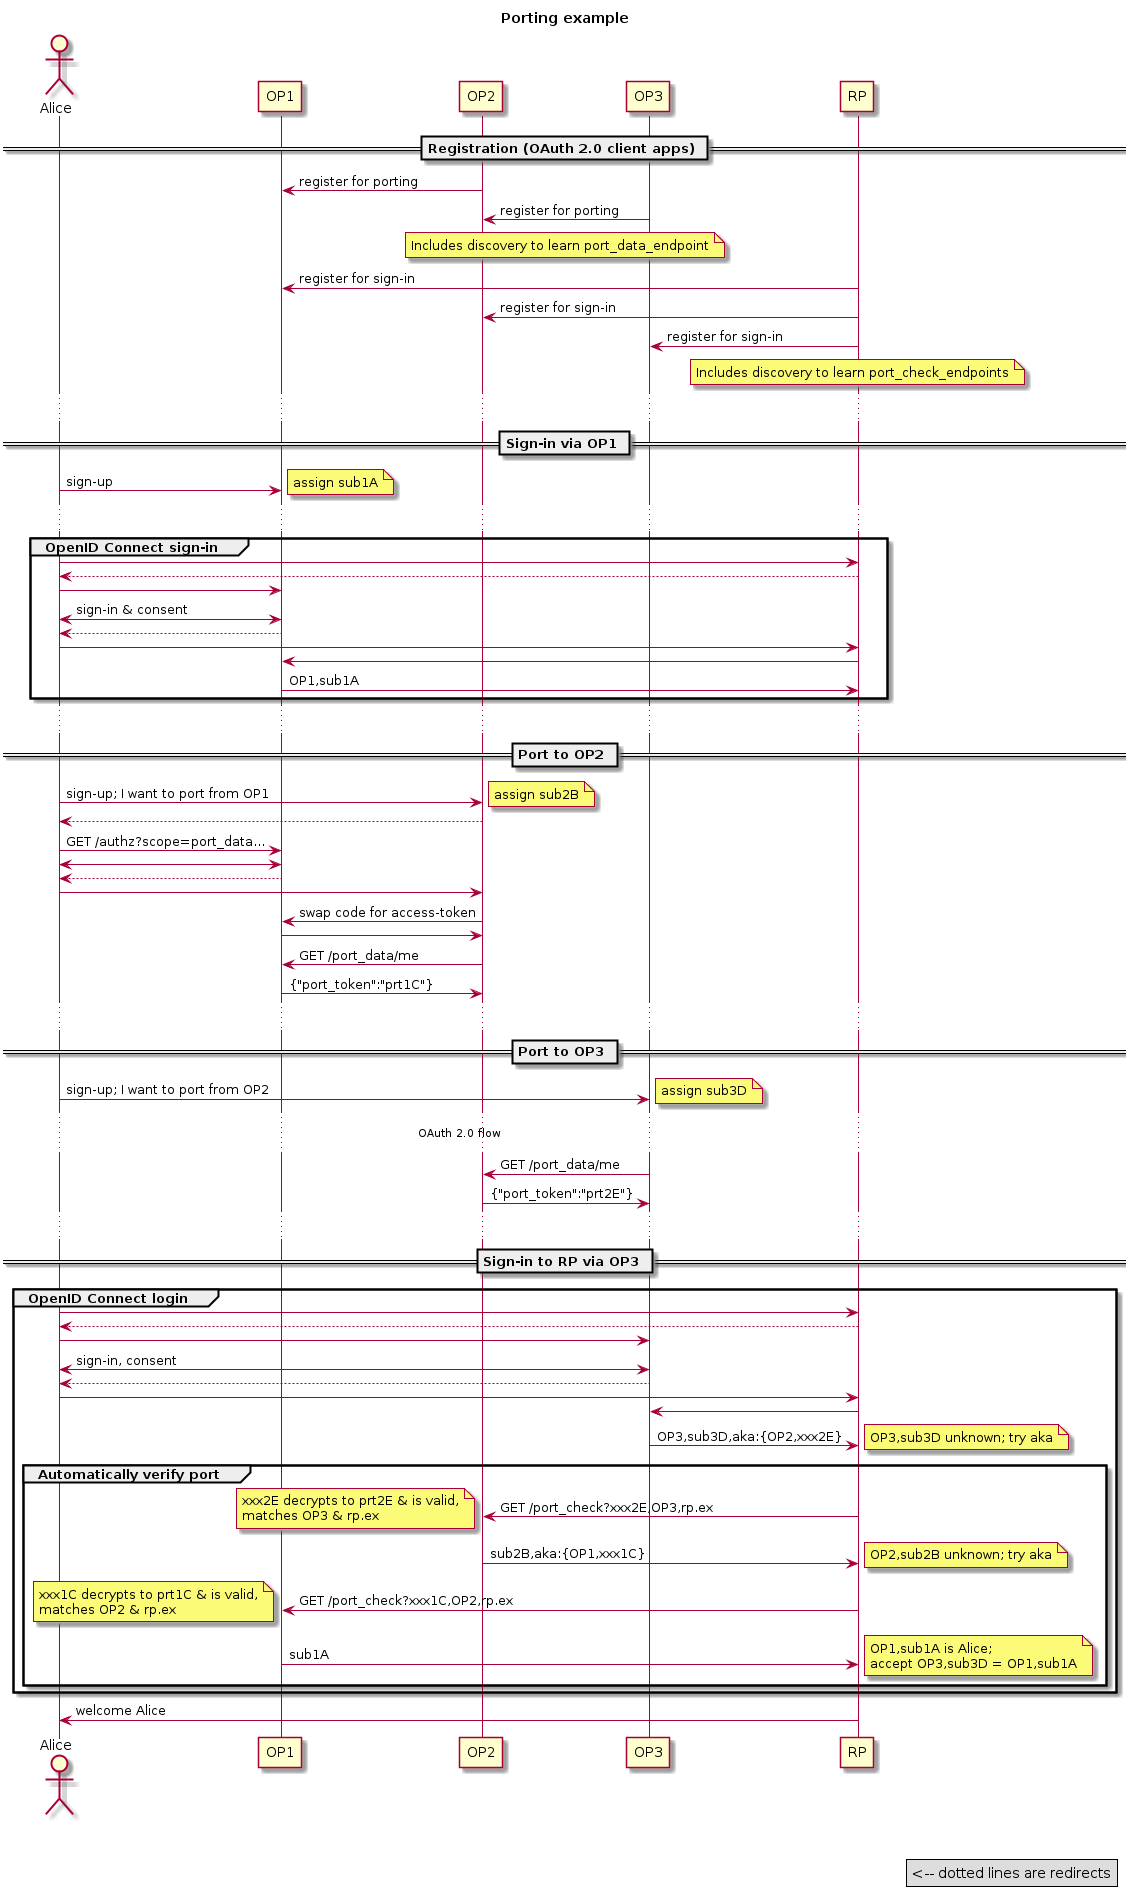 Porting example
Alice
OP1
OP2
OP3
RP
Registration (OAuth 2.0 client apps)
register for porting
register for porting
Includes discovery to learn port_data_endpoint
register for sign-in
register for sign-in
register for sign-in
Includes discovery to learn port_check_endpoints
Sign-in via OP1
sign-up
assign sub1A
OpenID Connect sign-in
sign-in & consent
OP1,sub1A
Port to OP2
sign-up; I want to port from OP1
assign sub2B
GET /authz?scope=port_data...
swap code for access-token
GET /port_data/me
{"port_token":"prt1C"}
Port to OP3
sign-up; I want to port from OP2
assign sub3D
OAuth 2.0 flow
GET /port_data/me
{"port_token":"prt2E"}
Sign-in to RP via OP3
OpenID Connect login
sign-in, consent
OP3,sub3D,aka:{OP2,xxx2E}
OP3,sub3D unknown; try aka
Automatically verify port
xxx2E decrypts to prt2E & is valid,
matches OP3 & rp.ex
GET /port_check?xxx2E,OP3,rp.ex
sub2B,aka:{OP1,xxx1C}
OP2,sub2B unknown; try aka
xxx1C decrypts to prt1C & is valid,
matches OP2 & rp.ex
GET /port_check?xxx1C,OP2,rp.ex
sub1A
OP1,sub1A is Alice;
accept OP3,sub3D = OP1,sub1A
welcome Alice
Alice
OP1
OP2
OP3
RP
<-- dotted lines are redirects